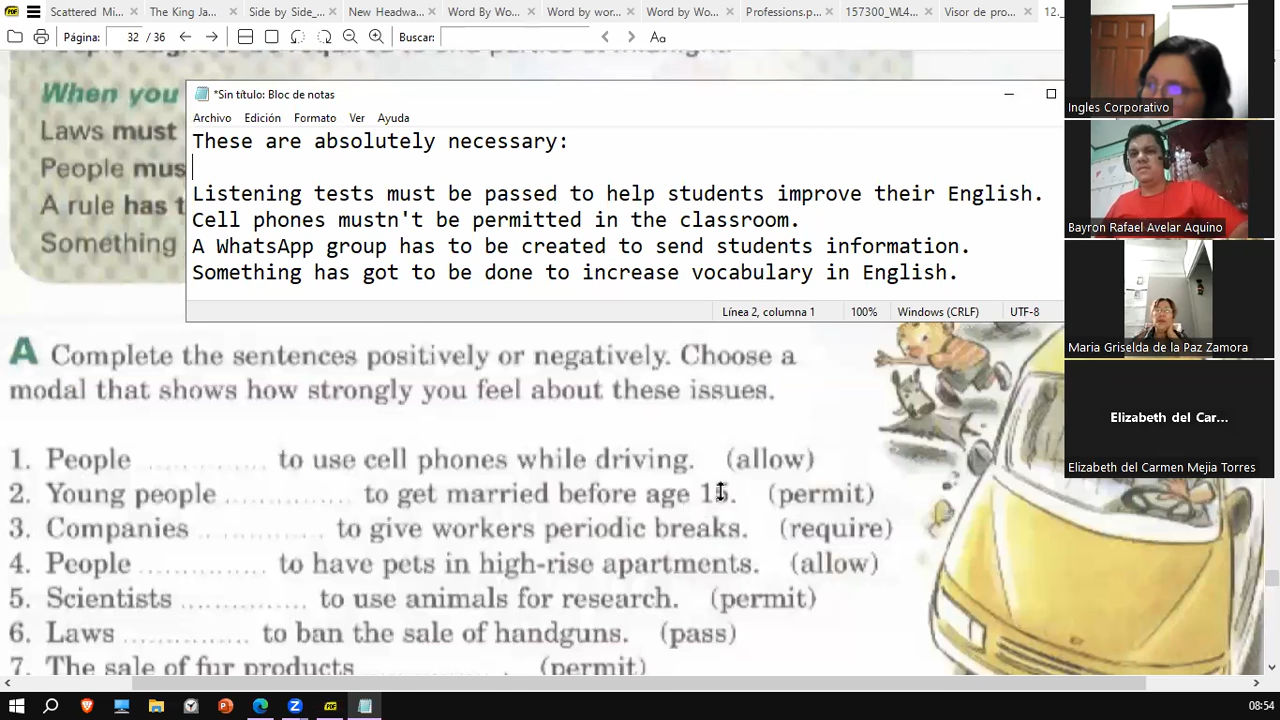 Scattered Mi...
The King Ja...
Side by Side_...
New Headwa...
Word By Wo...
Word by wor...
Word by Wo...
Professions.p...
157300_WL4...
Visor de pro...
12._
Página:
32 / 36
Buscar:
Aa
When you
Laws must
People mus
A rule has t
Something
*Sin título: Bloc de notas
Archivo Edición Formato Ver Ayuda
These are absolutely necessary:
Listening tests must be passed to help students improve their English.
Cell phones mustn't be permitted in the classroom.
A WhatsApp group has to be created to send students information.
Something has got to be done to increase vocabulary in English.
Línea 2, columna 1 100% Windows (CRLF) UTF-8
A Complete the sentences positively or negatively. Choose a
modal that shows how strongly you feel about these issues.
1. People ............. to use cell phones while driving. (allow)
2. Young people ............. to get married before age 15. (permit)
3. Companies ............. to give workers periodic breaks. (require)
4. People ............. to have pets in high-rise apartments. (allow)
5. Scientists ............. to use animals for research. (permit)
6. Laws ............. to ban the sale of handguns. (pass)
7. The sale of fur products ............. (permit)
Ingles Corporativo
Bayron Rafael Avelar Aquino
Maria Griselda de la Paz Zamora
Elizabeth del Car...
Elizabeth del Carmen Mejia Torres
08:54